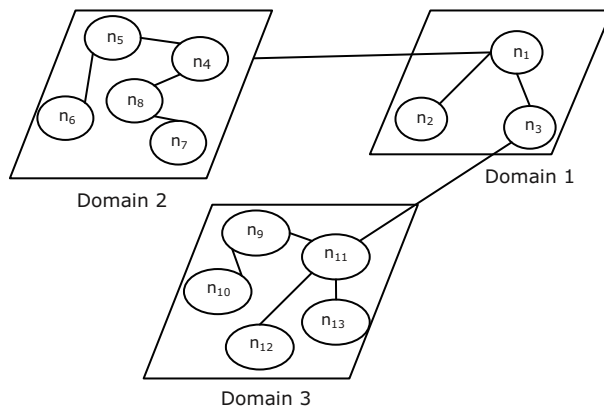 n₅
n₄
n₈
n₆
n₇
Domain 2
n₁
n₂
n₃
Domain 1
n₉
n₁₁
n₁₀
n₁₃
n₁₂
Domain 3